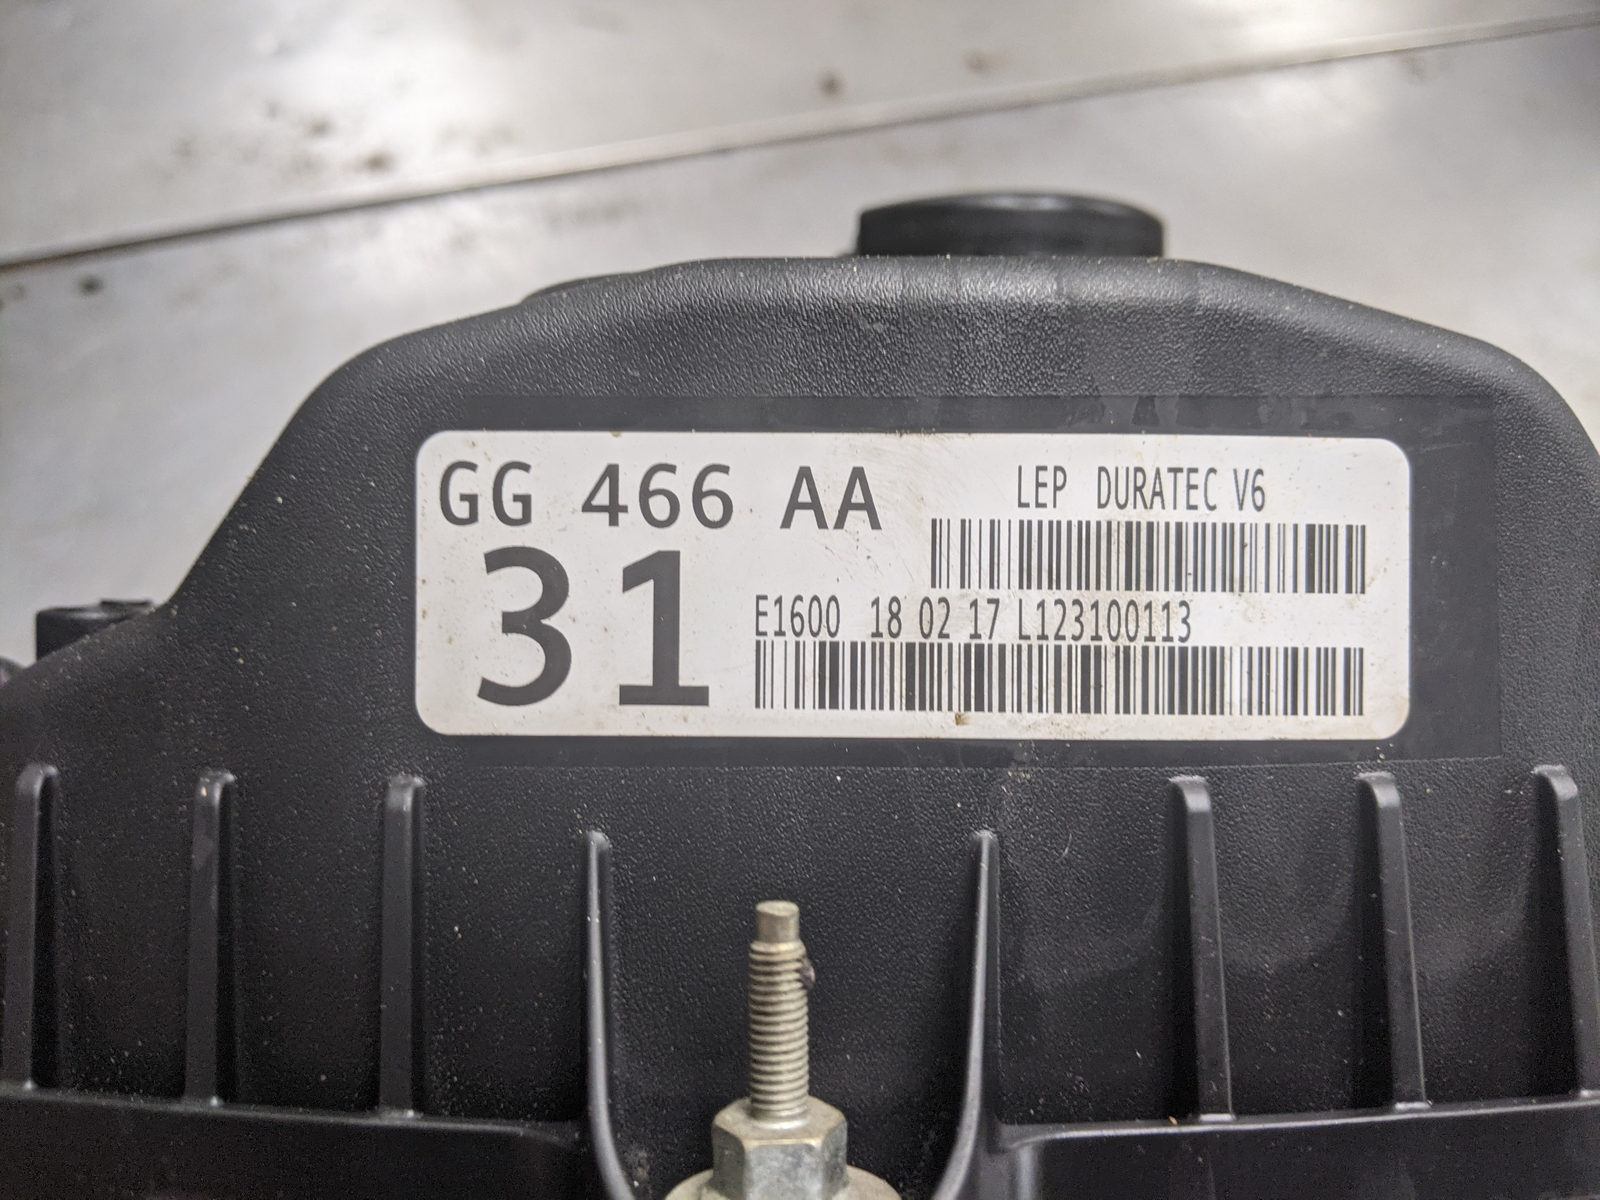 GG 466 AA
LEP DURATEC V6
31
E1600 18 02 17 L123100113